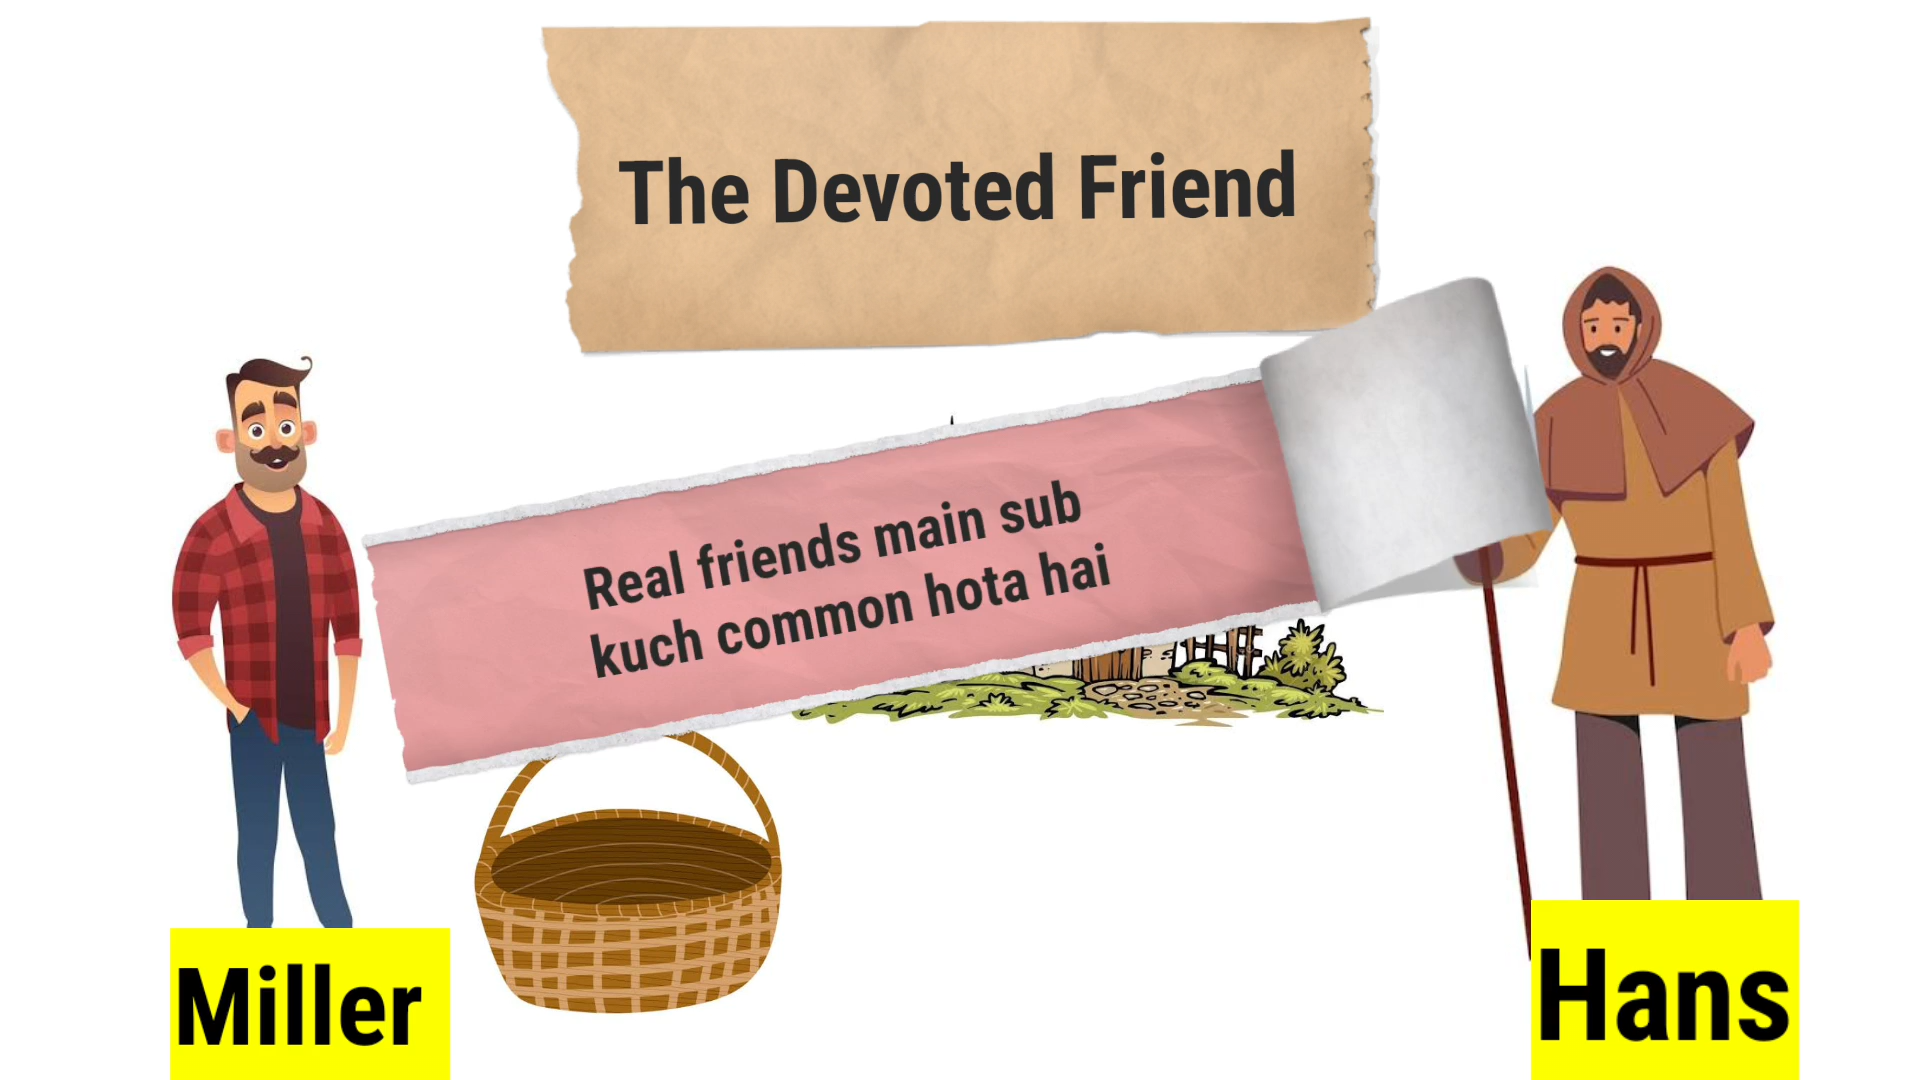 The Devoted Friend
Real friends main sub
kuch common hota hai
Miller
Hans